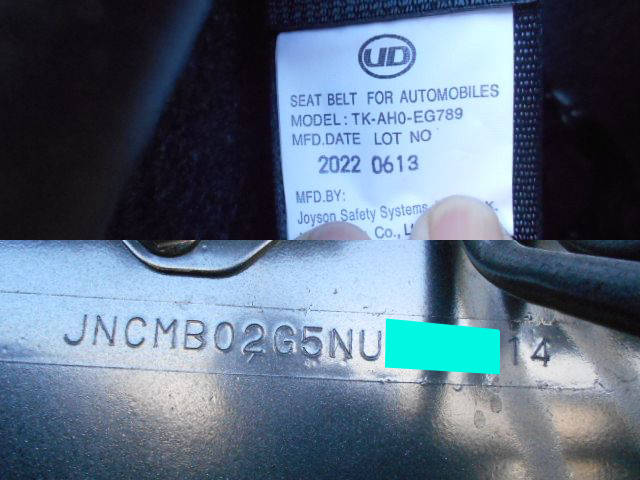 UD
SEAT BELT FOR AUTOMOBILES
MODEL: TK-AH0-EG789
MFD.DATE LOT NO
2022 0613
MFD.BY:
Joyson Safety Systems
Co.,
JNCMB02G5NU 14